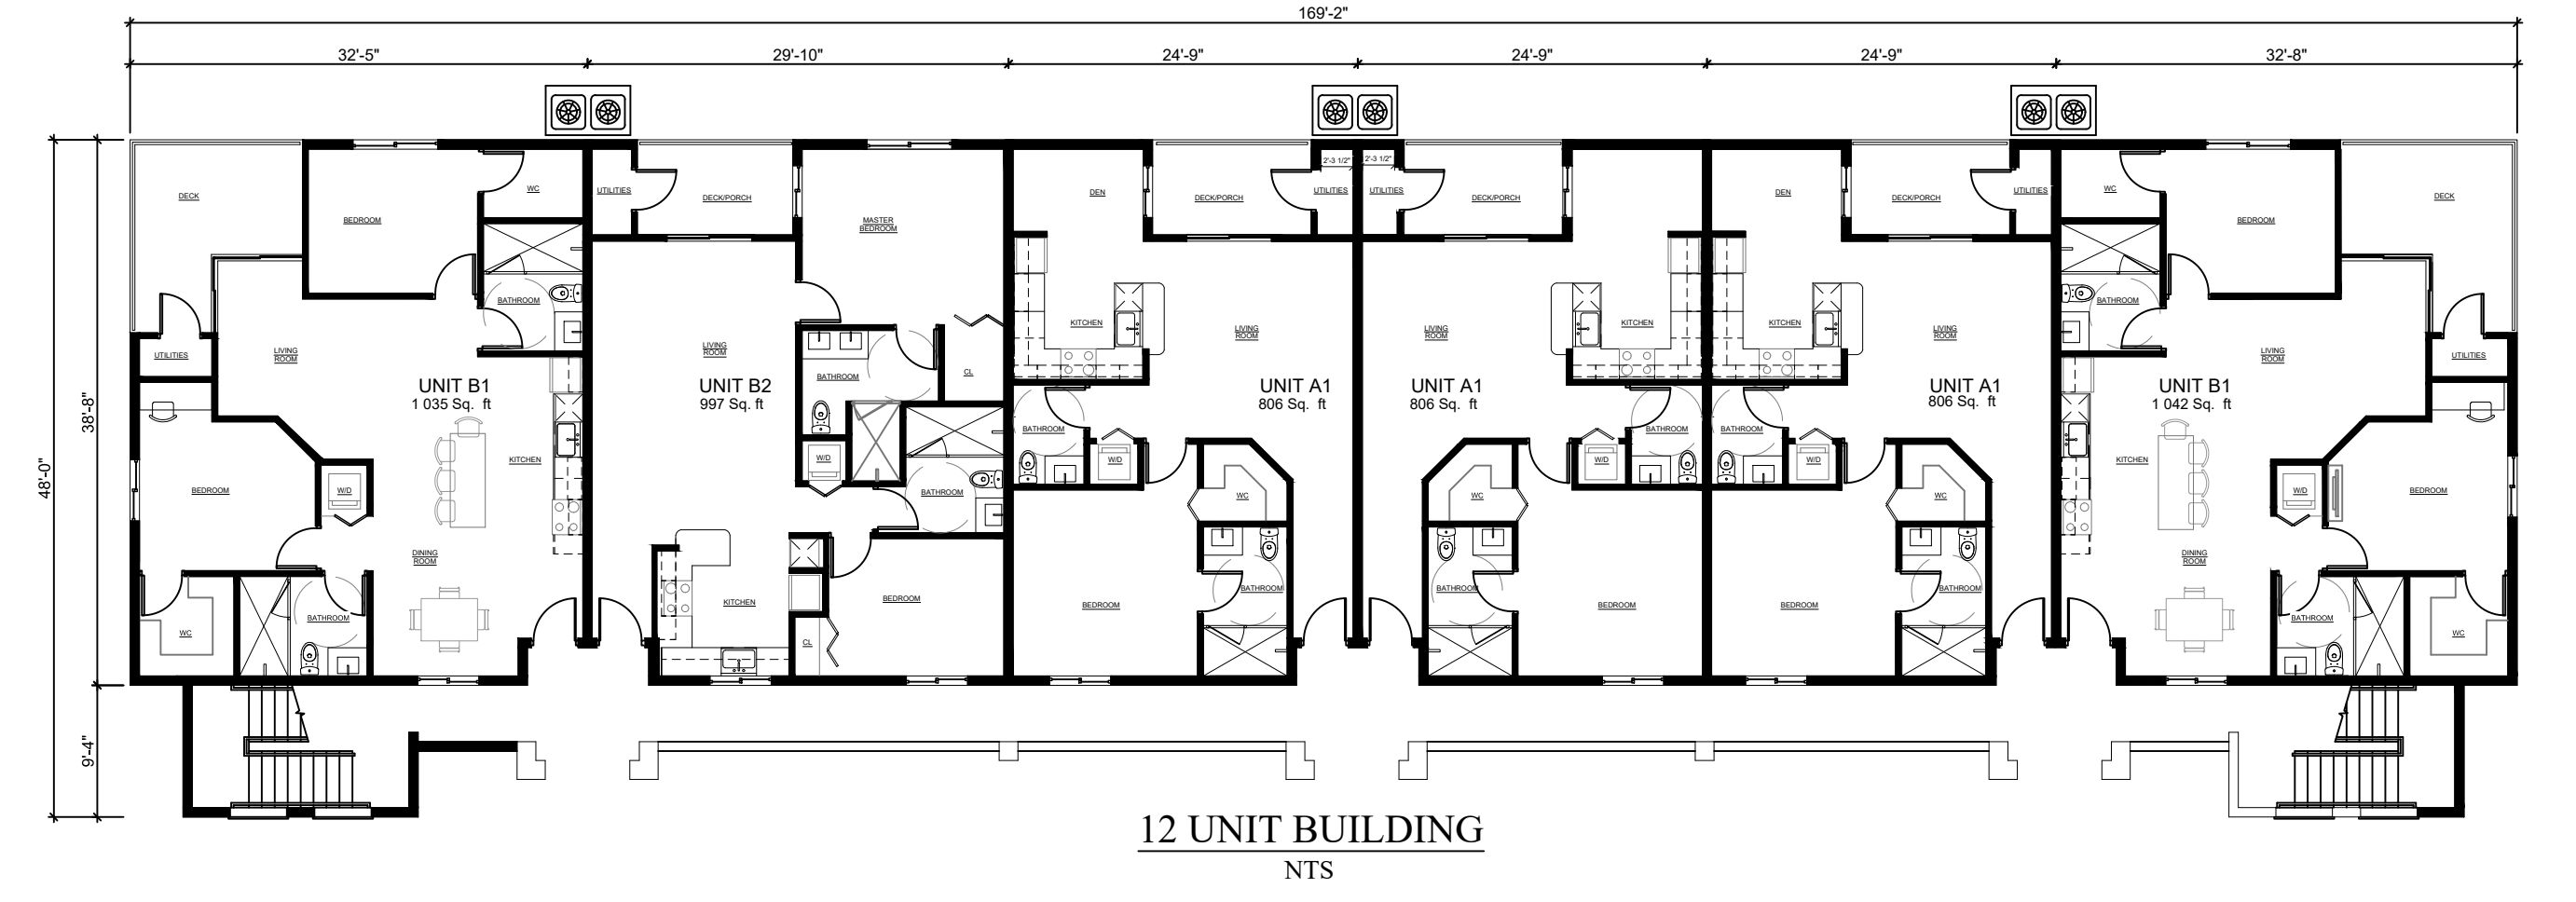 169'-2"
32'-5"
29'-10"
24'-9"
24'-9"
24'-9"
32'-8"
48'-0"
38'-8"
9'-4"
DECK
BEDROOM
WC
BATHROOM
UTILITIES
LIVING
ROOM
UNIT B1
1 035 Sq. ft
BEDROOM
W/D
KITCHEN
DINING
ROOM
WC
BATHROOM
UTILITIES
DECK/PORCH
MASTER
BEDROOM
LIVING
ROOM
UNIT B2
997 Sq. ft
BATHROOM
CL
W/D
BATHROOM
KITCHEN
BEDROOM
CL
DEN
DECK/PORCH
2'-3 1/2"
UTILITIES
KITCHEN
LIVING
ROOM
UNIT A1
806 Sq. ft
BATHROOM
W/D
WC
BEDROOM
BATHROOM
2'-3 1/2"
UTILITIES
DECK/PORCH
LIVING
ROOM
KITCHEN
UNIT A1
806 Sq. ft
BATHROOM
W/D
WC
BATHROOM
BEDROOM
DEN
DECK/PORCH
UTILITIES
KITCHEN
LIVING
ROOM
UNIT A1
806 Sq. ft
BATHROOM
W/D
WC
BEDROOM
BATHROOM
WC
BEDROOM
DECK
BATHROOM
LIVING
ROOM
UTILITIES
UNIT B1
1 042 Sq. ft
KITCHEN
W/D
BEDROOM
DINING
ROOM
BATHROOM
WC
12 UNIT BUILDING
NTS